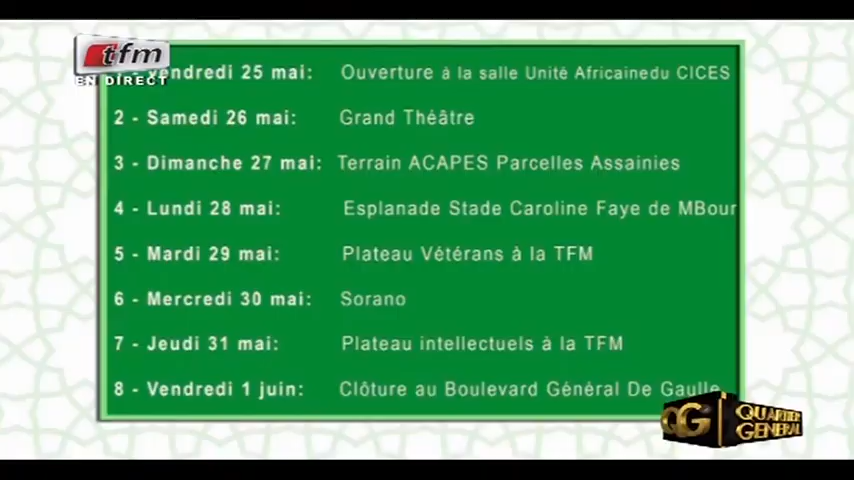 tfm
EN DIRECT
vendredi 25 mai: Ouverture à la salle Unité Africainedu CICES
2 - Samedi 26 mai: Grand Théâtre
3 - Dimanche 27 mai: Terrain ACAPES Parcelles Assainies
4 - Lundi 28 mai: Esplanade Stade Caroline Faye de MBour
5 - Mardi 29 mai: Plateau Vétérans à la TFM
6 - Mercredi 30 mai: Sorano
7 - Jeudi 31 mai: Plateau intellectuels à la TFM
8 - Vendredi 1 juin: Clôture au Boulevard Général De Gaulle
QG QUARTIER
GENERAL